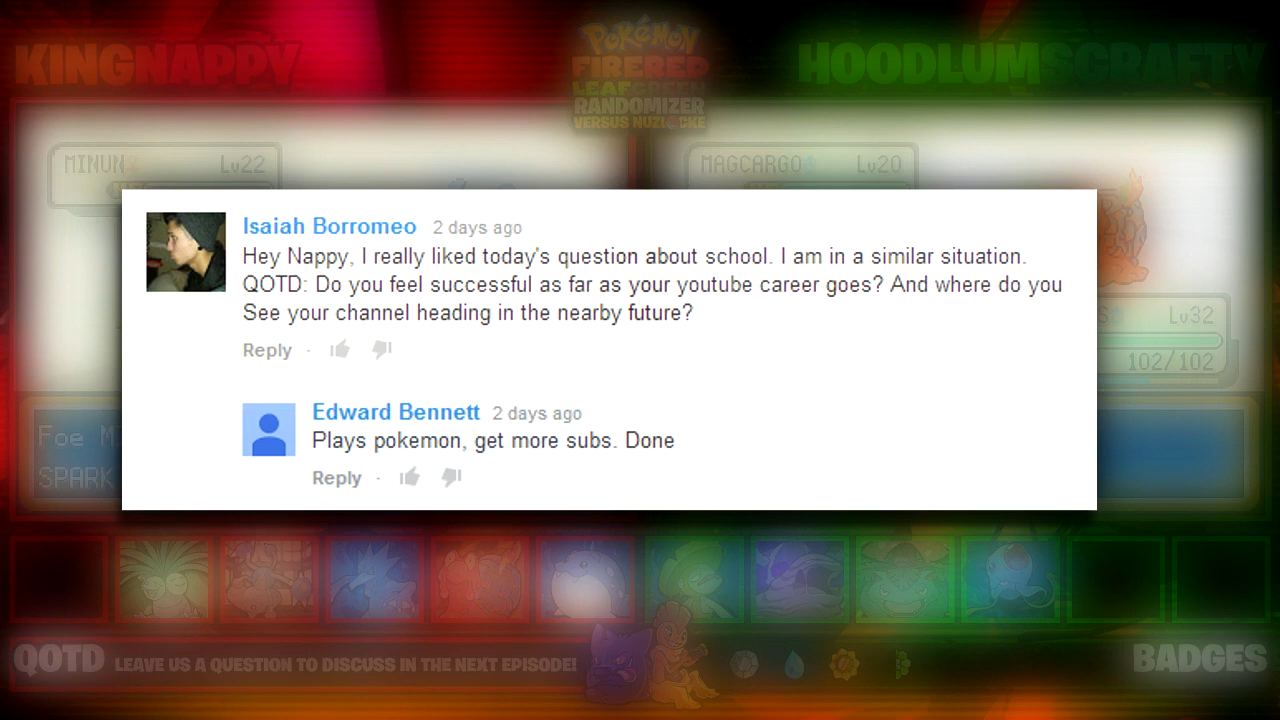 KINGNAPPY
POKéMON
FIRERED
LEAFGREEN
RANDOMIZER
VERSUS NUZLOCKE
HOODLUMSCRAFTY
MINUN Lv22
MAGCARGO Lv20
Isaiah Borromeo 2 days ago
Hey Nappy, I really liked today's question about school. I am in a similar situation.
QOTD: Do you feel successful as far as your youtube career goes? And where do you
See your channel heading in the nearby future?
Reply ·
Lv32
102/102
Edward Bennett 2 days ago
Plays pokemon, get more subs. Done
Reply ·
Foe M
SPARK
QOTD LEAVE US A QUESTION TO DISCUSS IN THE NEXT EPISODE!
BADGES